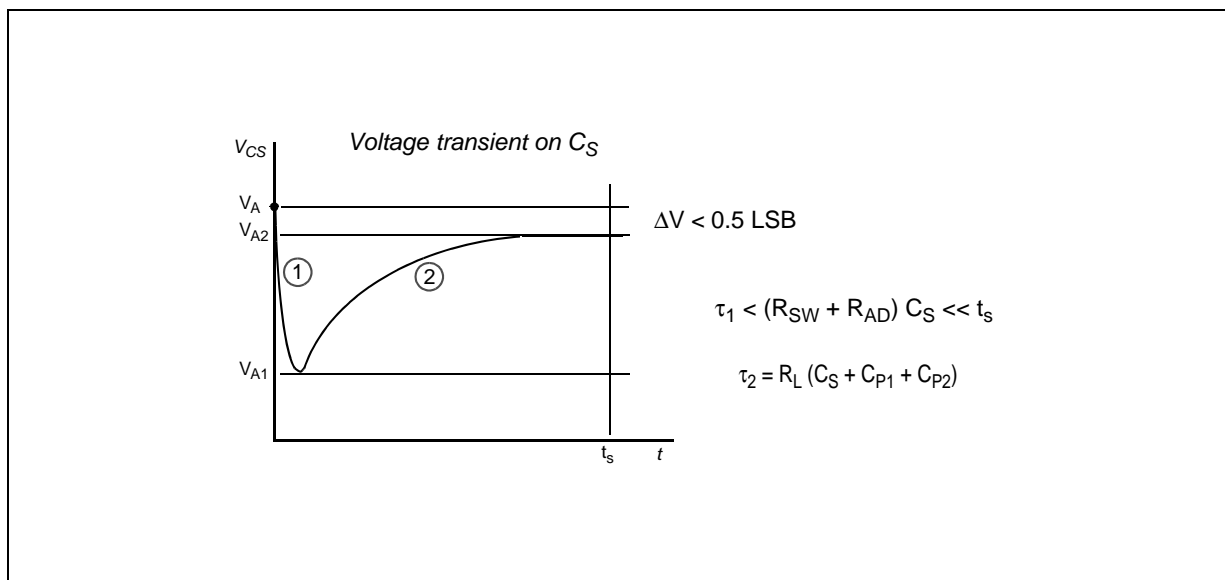 Voltage transient on CS
VCS
VA
VA2
ΔV < 0.5 LSB
1
2
τ1 < (RSW + RAD) CS << ts
VA1
τ2 = RL (CS + CP1 + CP2)
ts
t